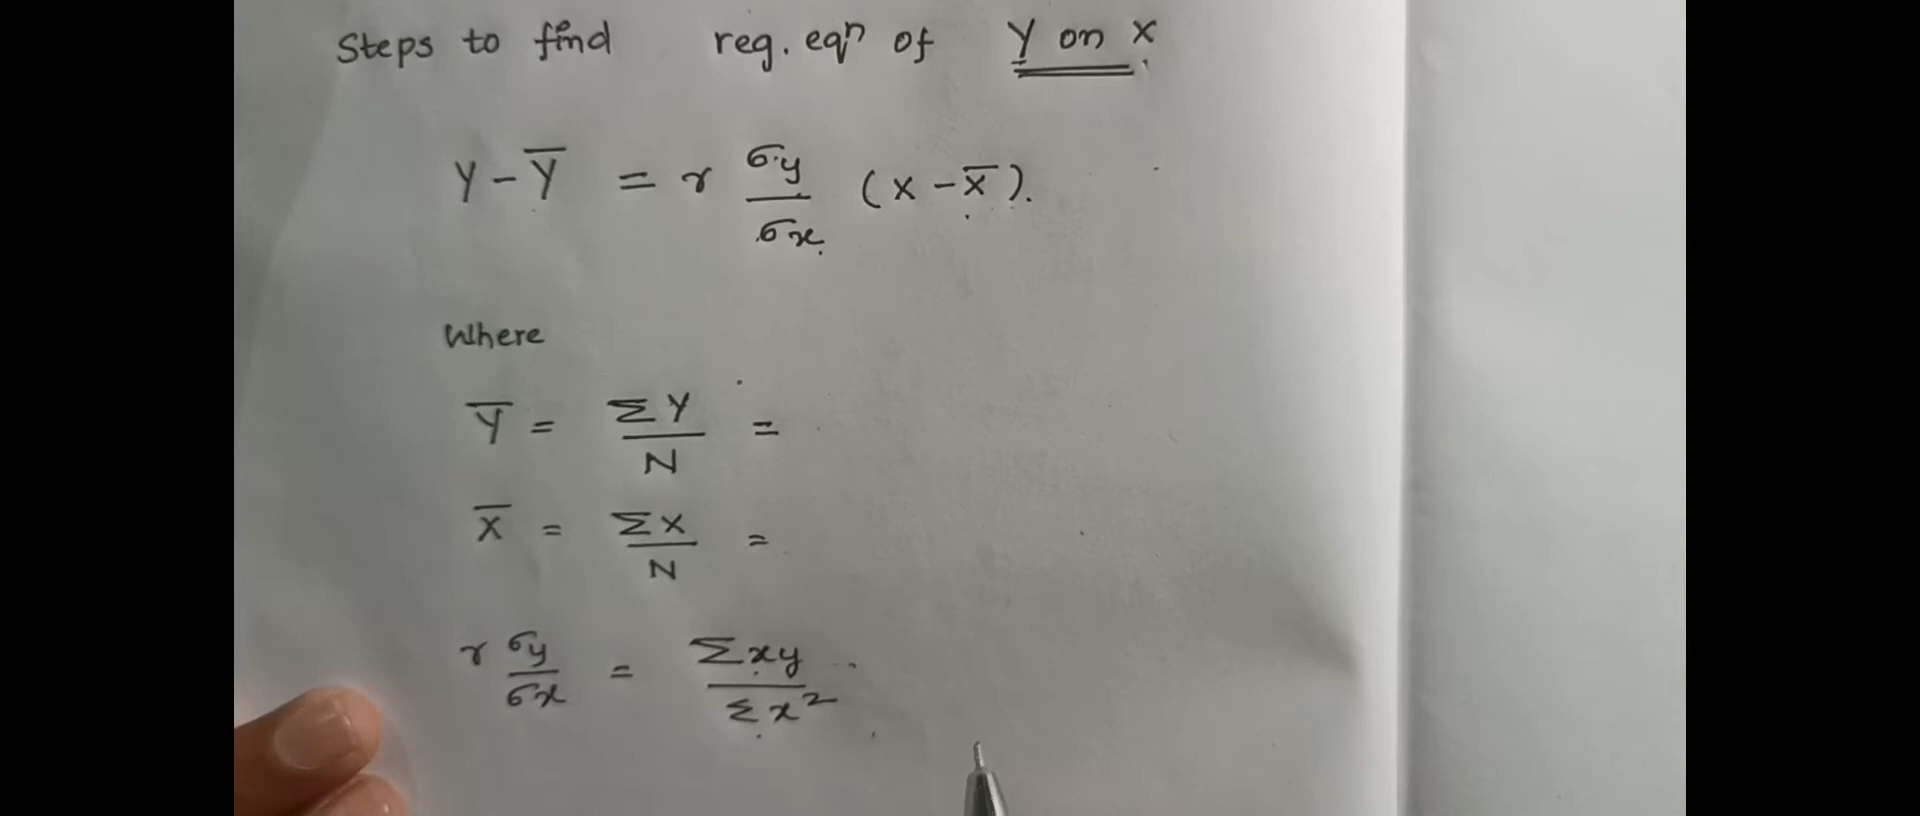 Steps to find reg. eqⁿ of Y on X
Y - Y̅ = r σy/σx (X - X̅).
Where
Y̅ = ΣY/N =
X̅ = ΣX/N =
r σy/σx = Σxy/Σx²